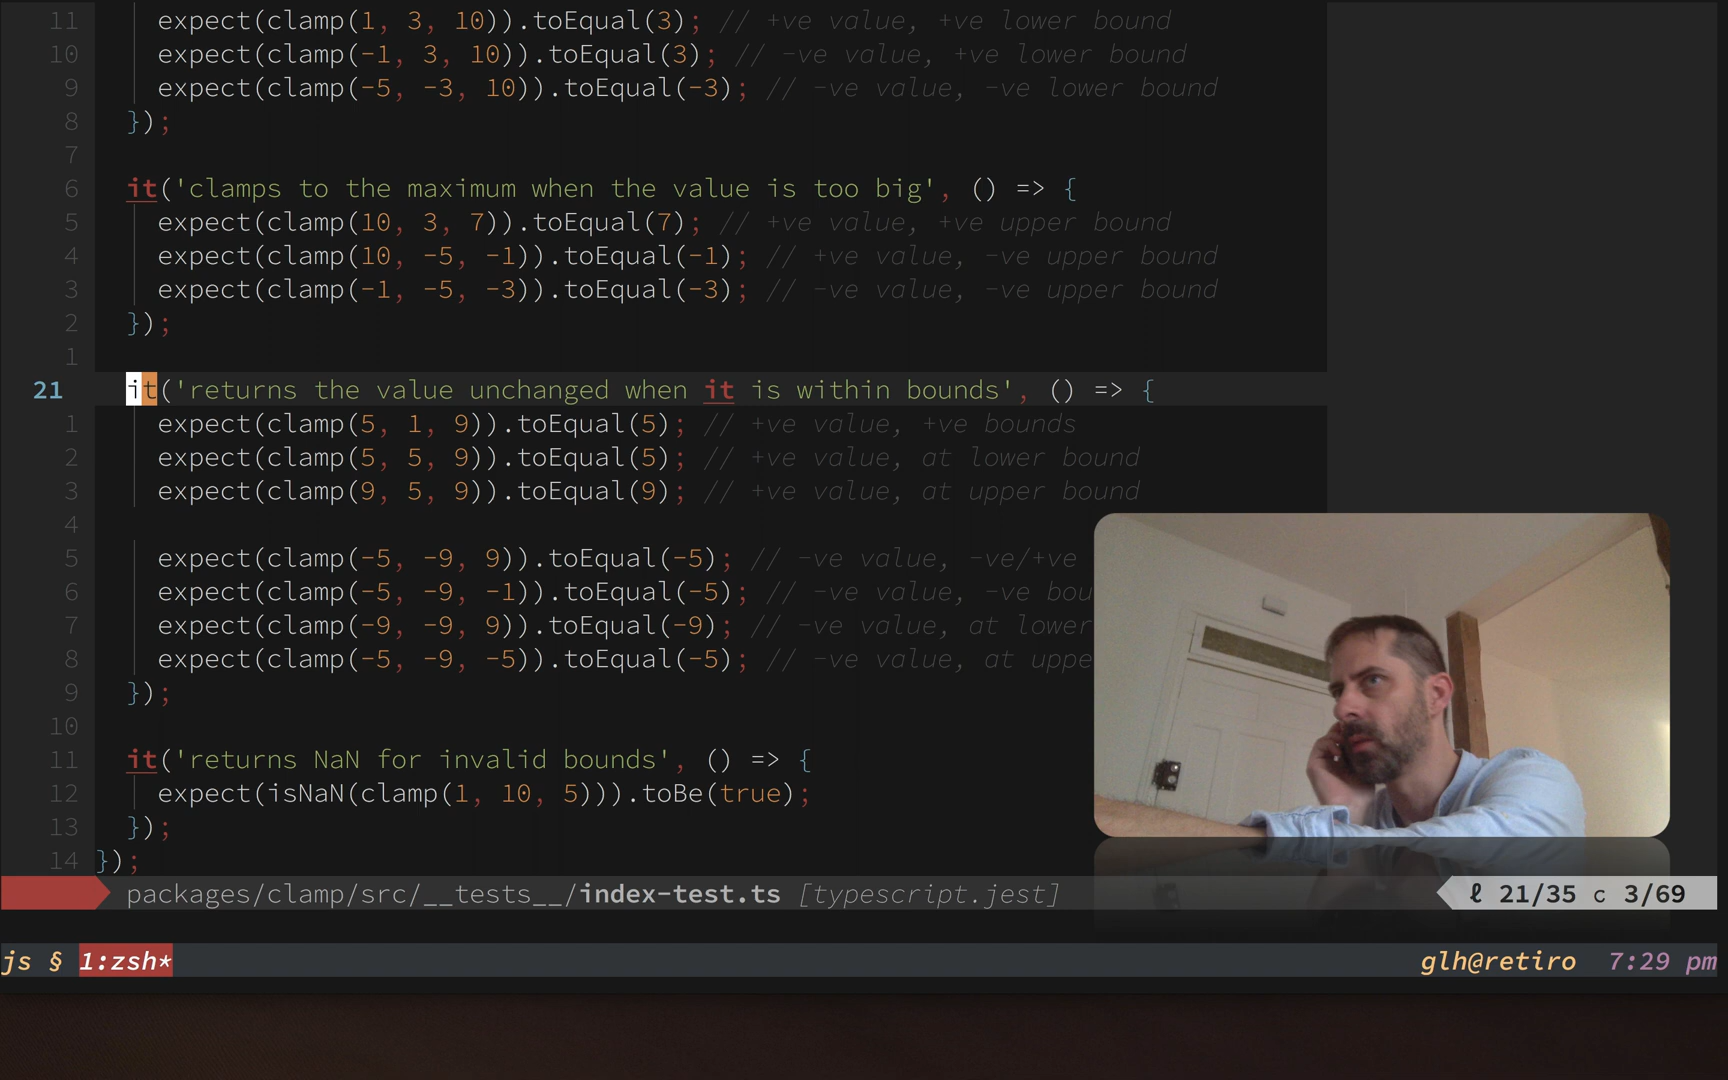 11 expect(clamp(1, 3, 10)).toEqual(3); // +ve value, +ve lower bound
10 expect(clamp(-1, 3, 10)).toEqual(3); // -ve value, +ve lower bound
9 expect(clamp(-5, -3, 10)).toEqual(-3); // -ve value, -ve lower bound
8 });
7
6 it('clamps to the maximum when the value is too big', () => {
5 expect(clamp(10, 3, 7)).toEqual(7); // +ve value, +ve upper bound
4 expect(clamp(10, -5, -1)).toEqual(-1); // +ve value, -ve upper bound
3 expect(clamp(-1, -5, -3)).toEqual(-3); // -ve value, -ve upper bound
2 });
1
21 it('returns the value unchanged when it is within bounds', () => {
1 expect(clamp(5, 1, 9)).toEqual(5); // +ve value, +ve bounds
2 expect(clamp(5, 5, 9)).toEqual(5); // +ve value, at lower bound
3 expect(clamp(9, 5, 9)).toEqual(9); // +ve value, at upper bound
4
5 expect(clamp(-5, -9, 9)).toEqual(-5); // -ve value, -ve/+ve
6 expect(clamp(-5, -9, -1)).toEqual(-5); // -ve value, -ve bou
7 expect(clamp(-9, -9, 9)).toEqual(-9); // -ve value, at lower
8 expect(clamp(-5, -9, -5)).toEqual(-5); // -ve value, at uppe
9 });
10
11 it('returns NaN for invalid bounds', () => {
12 expect(isNaN(clamp(1, 10, 5))).toBe(true);
13 });
14 });
packages/clamp/src/__tests__/index-test.ts [typescript.jest] ℓ 21/35 c 3/69
js § 1:zsh* glh@retiro 7:29 pm